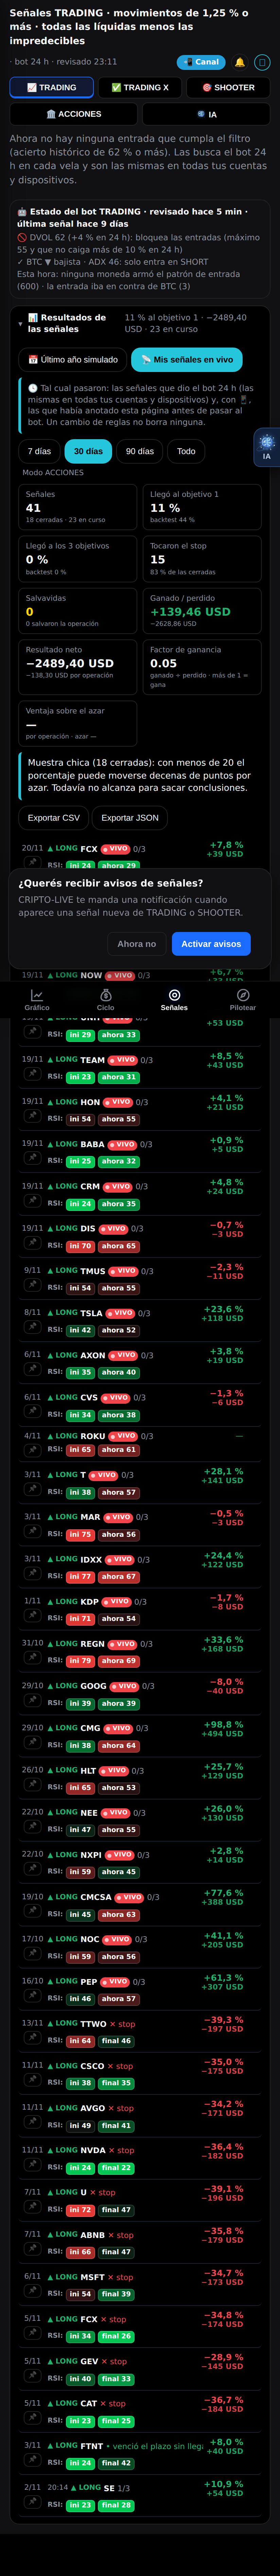 Señales TRADING · movimientos de 1,25 % o
más · todas las líquidas menos las
impredecibles
· bot 24 h · revisado 23:11
📲 Canal
📈 TRADING
✅ TRADING X
🎯 SHOOTER
🏛️ ACCIONES
IA
Ahora no hay ninguna entrada que cumpla el filtro
(acierto histórico de 62 % o más). Las busca el bot 24
h en cada vela y son las mismas en todas tus cuentas
y dispositivos.
🤖 Estado del bot TRADING · revisado hace 5 min ·
última señal hace 9 días
🚫 DVOL 62 (+4 % en 24 h): bloquea las entradas (máximo
55 y que no caiga más de 10 % en 24 h)
✓ BTC ▼ bajista · ADX 46: solo entra en SHORT
Esta hora: ninguna moneda armó el patrón de entrada
(600) · la entrada iba en contra de BTC (3)
▾ 📊 Resultados de
las señales
11 % al objetivo 1 · −2489,40
USD · 23 en curso
📅 Último año simulado
📡 Mis señales en vivo
🕒 Tal cual pasaron: las señales que dio el bot 24 h (las
mismas en todas tus cuentas y dispositivos) y, con 📱,
las que había anotado esta página antes de pasar al
bot. Un cambio de reglas no borra ninguna.
7 días
30 días
90 días
Todo
Modo ACCIONES
IA
Señales
41
18 cerradas · 23 en curso
Llegó al objetivo 1
11 %
backtest 44 %
Llegó a los 3 objetivos
0 %
backtest 0 %
Tocaron el stop
15
83 % de las cerradas
Salvavidas
0
0 salvaron la operación
Ganado / perdido
+139,46 USD
−2628,86 USD
Resultado neto
−2489,40 USD
−138,30 USD por operación
Factor de ganancia
0.05
ganado ÷ perdido · más de 1 =
gana
Ventaja sobre el azar
—
por operación · azar —
Muestra chica (18 cerradas): con menos de 20 el
porcentaje puede moverse decenas de puntos por
azar. Todavía no alcanza para sacar conclusiones.
Exportar CSV
Exportar JSON
20/11 ▲ LONG FCX VIVO 0/3 +7,8 %
+39 USD
RSI: ini 24 ahora 29
¿Querés recibir avisos de señales?
CRIPTO-LIVE te manda una notificación cuando
aparece una señal nueva de TRADING o SHOOTER.
Ahora no
Activar avisos
19/11 ▲ LONG NOW VIVO 0/3 +6,7 %
Gráfico
Ciclo
Señales
Pilotear
+53 USD
RSI: ini 29 ahora 33
19/11 ▲ LONG TEAM VIVO 0/3 +8,5 %
+43 USD
RSI: ini 23 ahora 31
19/11 ▲ LONG HON VIVO 0/3 +4,1 %
+21 USD
RSI: ini 54 ahora 55
19/11 ▲ LONG BABA VIVO 0/3 +0,9 %
+5 USD
RSI: ini 25 ahora 32
19/11 ▲ LONG CRM VIVO 0/3 +4,8 %
+24 USD
RSI: ini 24 ahora 35
19/11 ▲ LONG DIS VIVO 0/3 −0,7 %
−3 USD
RSI: ini 70 ahora 65
9/11 ▲ LONG TMUS VIVO 0/3 −2,3 %
−11 USD
RSI: ini 54 ahora 55
8/11 ▲ LONG TSLA VIVO 0/3 +23,6 %
+118 USD
RSI: ini 42 ahora 52
6/11 ▲ LONG AXON VIVO 0/3 +3,8 %
+19 USD
RSI: ini 35 ahora 40
6/11 ▲ LONG CVS VIVO 0/3 −1,3 %
−6 USD
RSI: ini 34 ahora 38
4/11 ▲ LONG ROKU VIVO 0/3 —
RSI: ini 65 ahora 61
3/11 ▲ LONG T VIVO 0/3 +28,1 %
+141 USD
RSI: ini 38 ahora 57
3/11 ▲ LONG MAR VIVO 0/3 −0,5 %
−3 USD
RSI: ini 75 ahora 56
3/11 ▲ LONG IDXX VIVO 0/3 +24,4 %
+122 USD
RSI: ini 77 ahora 67
1/11 ▲ LONG KDP VIVO 0/3 −1,7 %
−8 USD
RSI: ini 71 ahora 54
31/10 ▲ LONG REGN VIVO 0/3 +33,6 %
+168 USD
RSI: ini 79 ahora 69
29/10 ▲ LONG GOOG VIVO 0/3 −8,0 %
−40 USD
RSI: ini 39 ahora 39
29/10 ▲ LONG CMG VIVO 0/3 +98,8 %
+494 USD
RSI: ini 38 ahora 64
26/10 ▲ LONG HLT VIVO 0/3 +25,7 %
+129 USD
RSI: ini 65 ahora 53
22/10 ▲ LONG NEE VIVO 0/3 +26,0 %
+130 USD
RSI: ini 47 ahora 55
22/10 ▲ LONG NXPI VIVO 0/3 +2,8 %
+14 USD
RSI: ini 59 ahora 45
19/10 ▲ LONG CMCSA VIVO 0/3 +77,6 %
+388 USD
RSI: ini 45 ahora 63
17/10 ▲ LONG NOC VIVO 0/3 +41,1 %
+205 USD
RSI: ini 59 ahora 56
16/10 ▲ LONG PEP VIVO 0/3 +61,3 %
+307 USD
RSI: ini 46 ahora 57
13/11 ▲ LONG TTWO ✕ stop −39,3 %
−197 USD
RSI: ini 64 final 46
11/11 ▲ LONG CSCO ✕ stop −35,0 %
−175 USD
RSI: ini 38 final 35
11/11 ▲ LONG AVGO ✕ stop −34,2 %
−171 USD
RSI: ini 49 final 41
11/11 ▲ LONG NVDA ✕ stop −36,4 %
−182 USD
RSI: ini 24 final 22
7/11 ▲ LONG U ✕ stop −39,1 %
−196 USD
RSI: ini 72 final 47
7/11 ▲ LONG ABNB ✕ stop −35,8 %
−179 USD
RSI: ini 66 final 47
6/11 ▲ LONG MSFT ✕ stop −34,7 %
−173 USD
RSI: ini 54 final 39
5/11 ▲ LONG FCX ✕ stop −34,8 %
−174 USD
RSI: ini 34 final 26
5/11 ▲ LONG GEV ✕ stop −28,9 %
−145 USD
RSI: ini 40 final 33
5/11 ▲ LONG CAT ✕ stop −36,7 %
−184 USD
RSI: ini 23 final 25
3/11 ▲ LONG FTNT • venció el plazo sin llega +8,0 %
+40 USD
RSI: ini 24 final 42
2/11 20:14 ▲ LONG SE 1/3 +10,9 %
+54 USD
RSI: ini 23 final 28